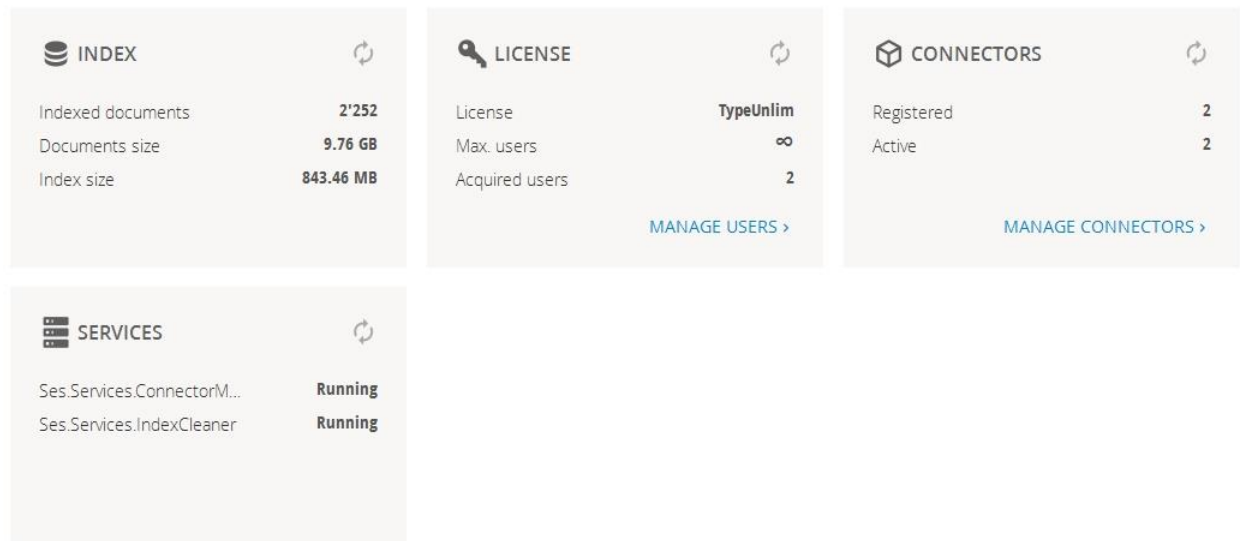 INDEX
Indexed documents 2'252
Documents size 9.76 GB
Index size 843.46 MB
LICENSE
License TypeUnlim
Max. users ∞
Acquired users 2
MANAGE USERS ›
CONNECTORS
Registered 2
Active 2
MANAGE CONNECTORS ›
SERVICES
Ses.Services.ConnectorM... Running
Ses.Services.IndexCleaner Running